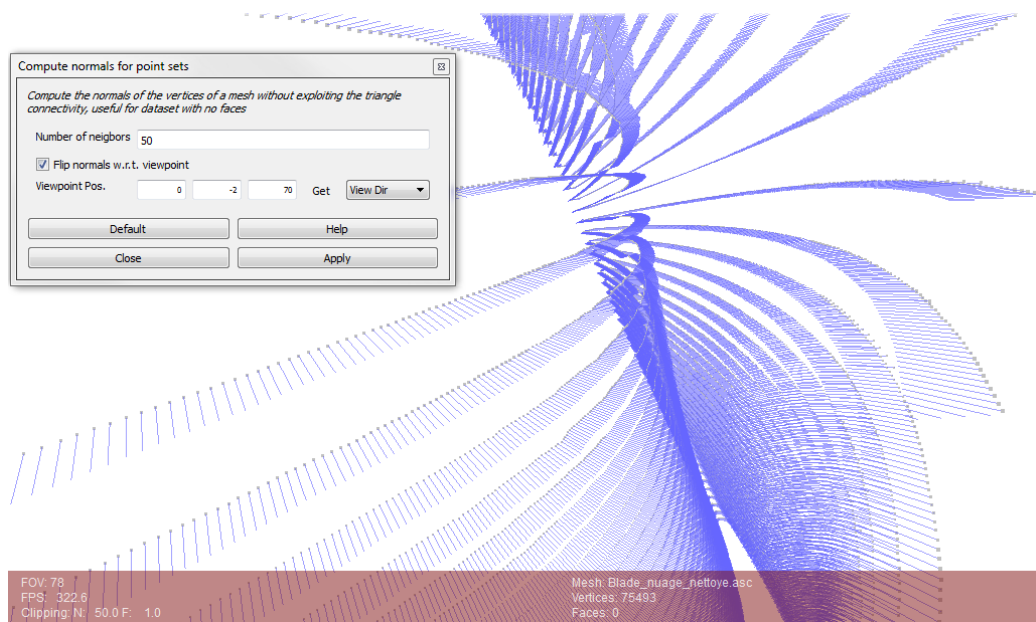 Compute normals for point sets
Compute the normals of the vertices of a mesh without exploiting the triangle
connectivity, useful for dataset with no faces
Number of neigbors 50
Flip normals w.r.t. viewpoint
Viewpoint Pos. 0 -2 70 Get View Dir
Default Help
Close Apply
FOV: 78
FPS: 322.6
Clipping: N: 50.0 F: 1.0
Mesh: Blade_nuage_nettoye.asc
Vertices: 75493
Faces: 0